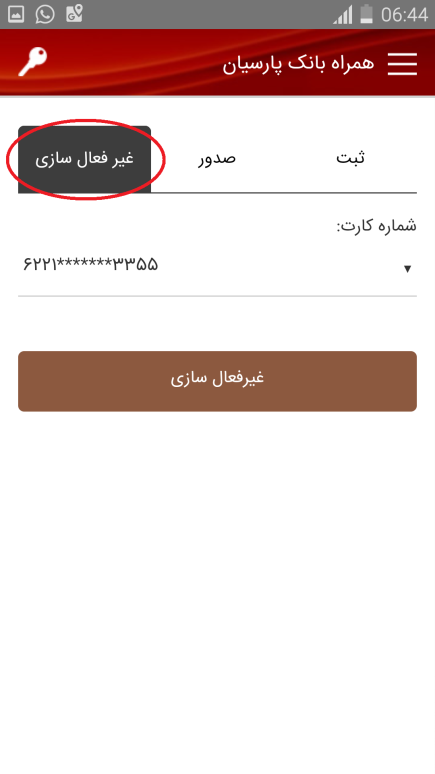 06:44
همراه بانک پارسیان
ثبت صدور غیر فعال سازی
شماره کارت:
۶۲۲۱*******۳۳۵۵
غیرفعال سازی